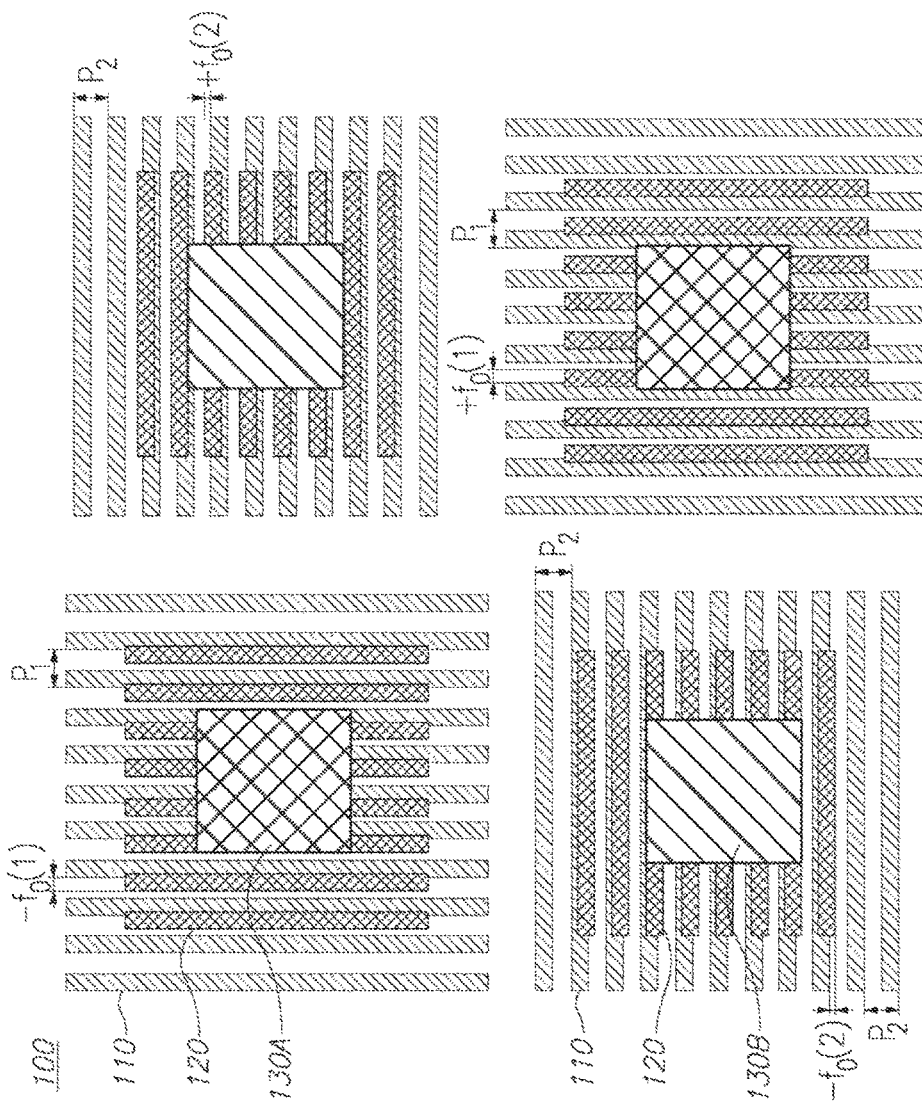 100
110
120
130A
-f₀(1)
P₁
P₂
+f₀(2)
110
120
130B
-f₀(2)
P₂
P₂
+f₀(1)
P₁